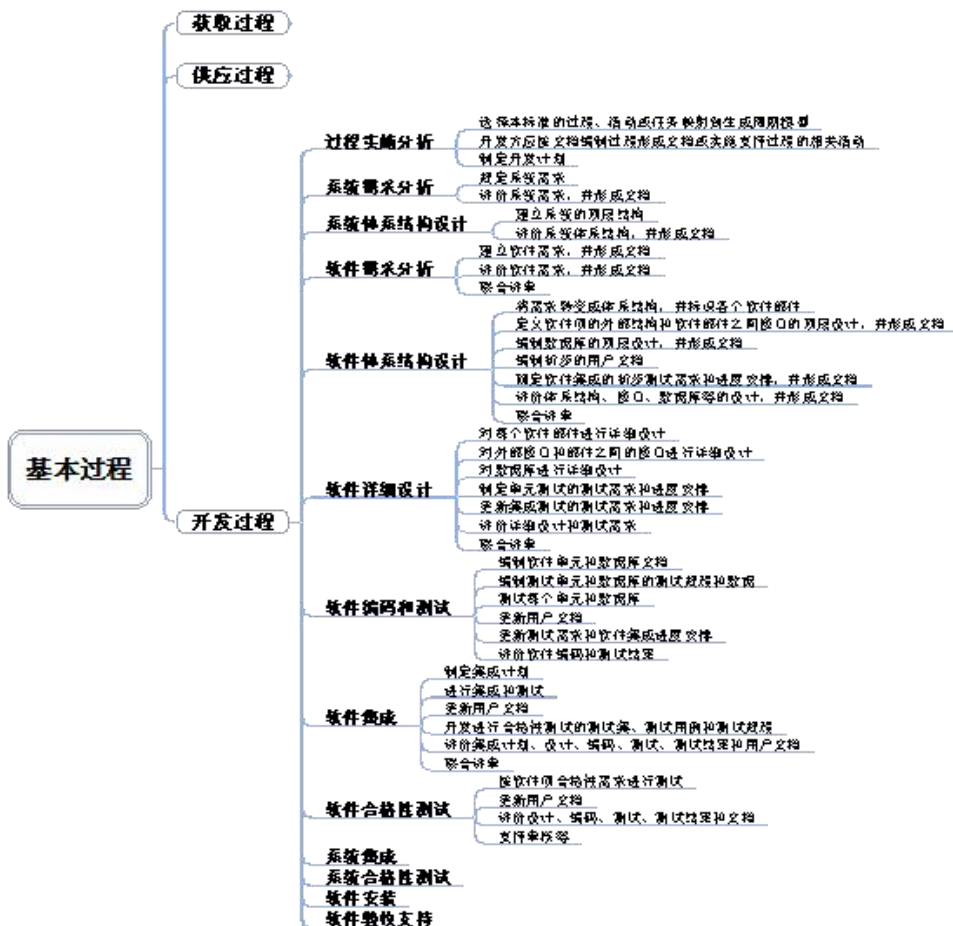 获取过程
供应过程
过程实施分析
选择本标准的过程、活动或任务映射到生成周期模型
开发方应按文档编制过程形成文档或实施支持过程的相关活动
制定开发计划
系统需求分析
规定系统需求
评价系统需求，并形成文档
系统体系结构设计
建立系统的顶层结构
评价系统体系结构，并形成文档
软件需求分析
建立软件需求，并形成文档
评价软件需求，并形成文档
联合评审
软件体系结构设计
将需求转变成体系结构，并标识各个软件部件
定义软件项的外部结构和软件部件之间接口的顶层设计，并形成文档
编制数据库的顶层设计，并形成文档
编制初步的用户文档
确定软件集成的初步测试需求和进度安排，并形成文档
评价体系结构、接口、数据库等的设计，并形成文档
联合评审
基本过程
开发过程
软件详细设计
对每个软件部件进行详细设计
对外部接口和部件之间的接口进行详细设计
对数据库进行详细设计
制定单元测试的测试需求和进度安排
更新集成测试的测试需求和进度安排
评价详细设计和测试需求
联合评审
软件编码和测试
编制软件单元和数据库文档
编制测试单元和数据库的测试规程和数据
测试每个单元和数据库
更新用户文档
更新测试需求和软件集成进度安排
评价软件编码和测试结果
软件集成
制定集成计划
进行集成和测试
更新用户文档
开发进行合格性测试的测试集、测试用例和测试规程
评价集成计划、设计、编码、测试、测试结果和用户文档
联合评审
软件合格性测试
按软件项合格性需求进行测试
更新用户文档
评价设计、编码、测试、测试结果和文档
支持审核等
系统集成
系统合格性测试
软件安装
软件验收支持